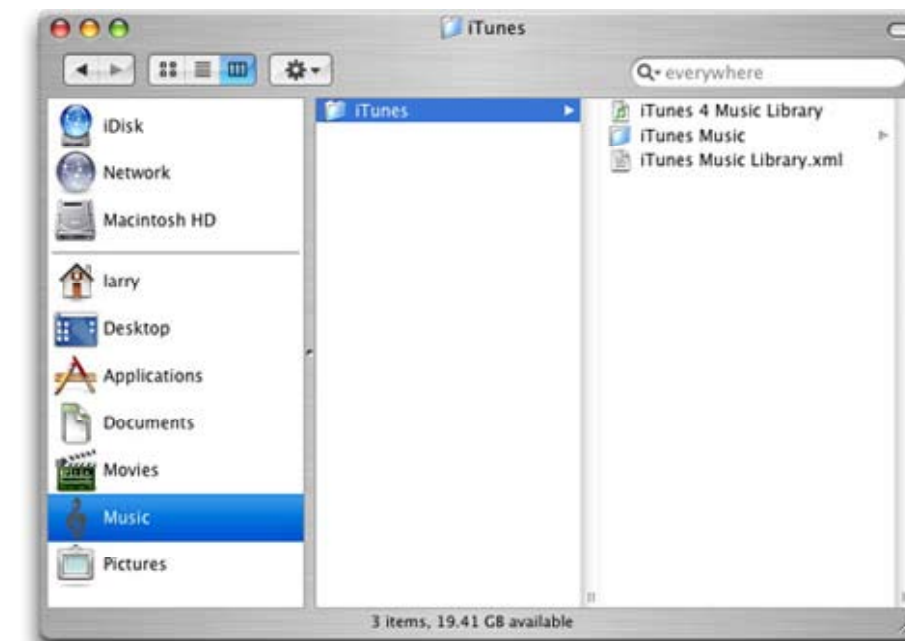 iTunes
everywhere
iDisk
Network
Macintosh HD
larry
Desktop
Applications
Documents
Movies
Music
Pictures
iTunes
iTunes 4 Music Library
iTunes Music
iTunes Music Library.xml
3 items, 19.41 GB available